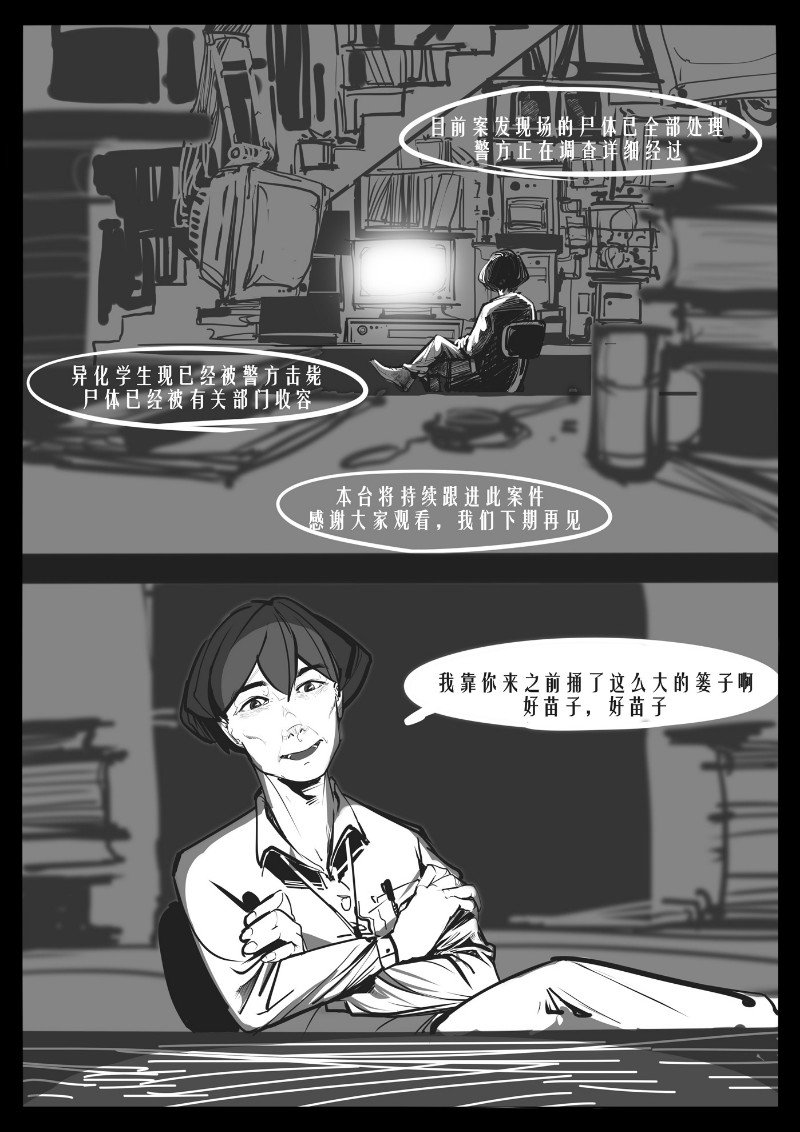 目前案发现场的尸体已全部处理
警方正在调查详细经过
异化学生现已经被警方击毙
尸体已经被有关部门收容
本台将持续跟进此案件
感谢大家观看，我们下期再见
我靠你来之前捅了这么大的篓子啊
好苗子，好苗子